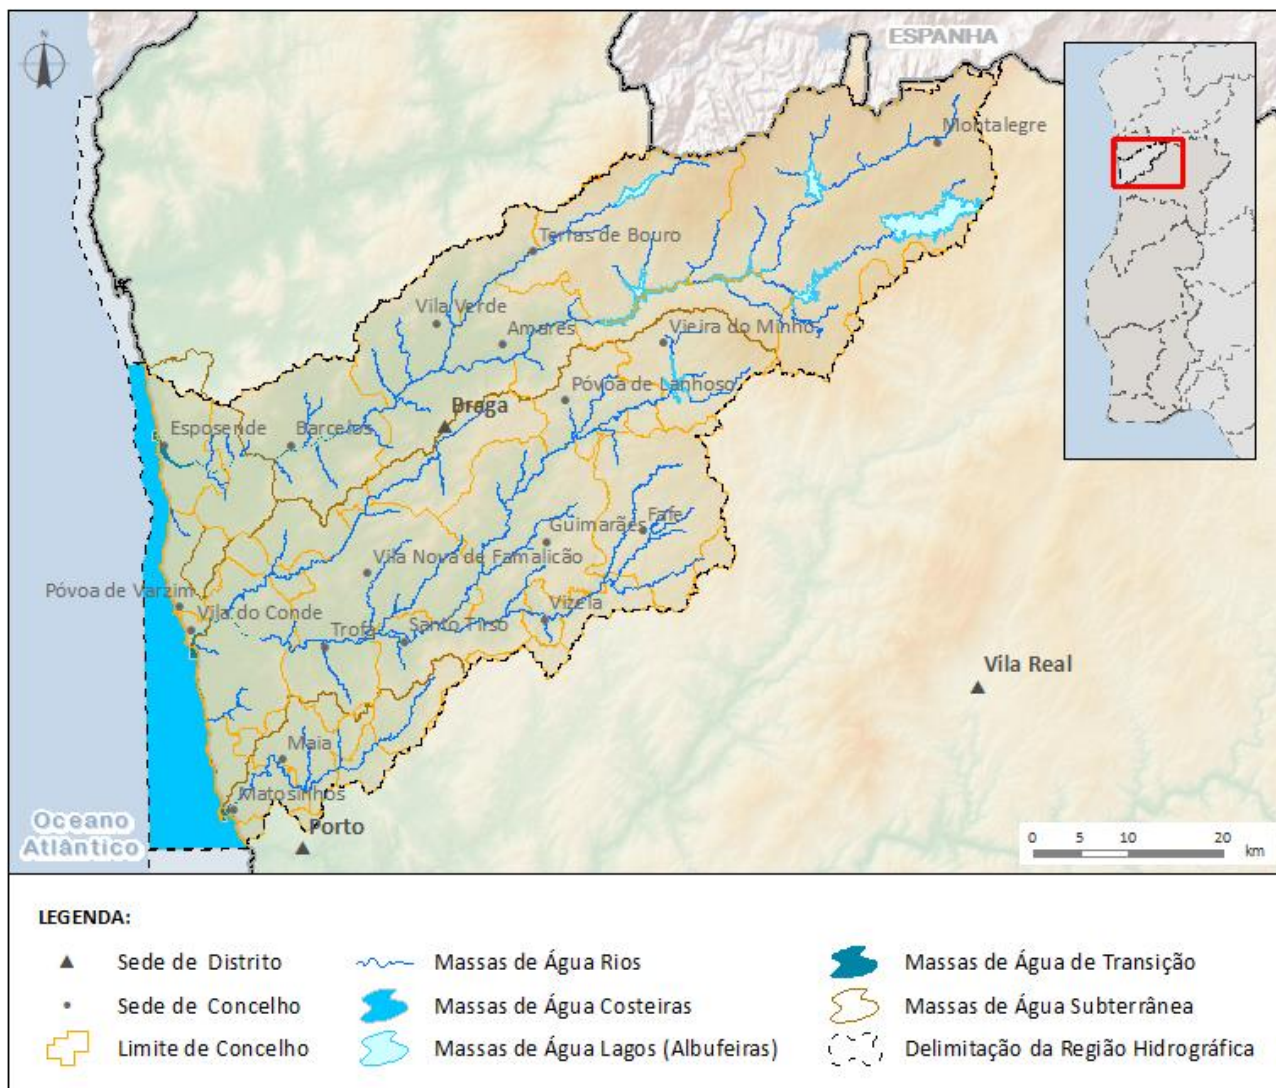 N
ESPANHA
Montalegre
Terras de Bouro
Vila Verde
Amares
Vieira do Minho
Póvoa de Lanhoso
Braga
Esposende
Barcelos
Guimarães
Fafe
Vila Nova de Famalicão
Póvoa de Varzim
Vila do Conde
Vizela
Trofa
Santo Tirso
Vila Real
Maia
Matosinhos
Porto
Oceano
Atlântico
0 5 10 20
km
LEGENDA:
Sede de Distrito
Massas de Água Rios
Massas de Água de Transição
Sede de Concelho
Massas de Água Costeiras
Massas de Água Subterrânea
Limite de Concelho
Massas de Água Lagos (Albufeiras)
Delimitação da Região Hidrográfica